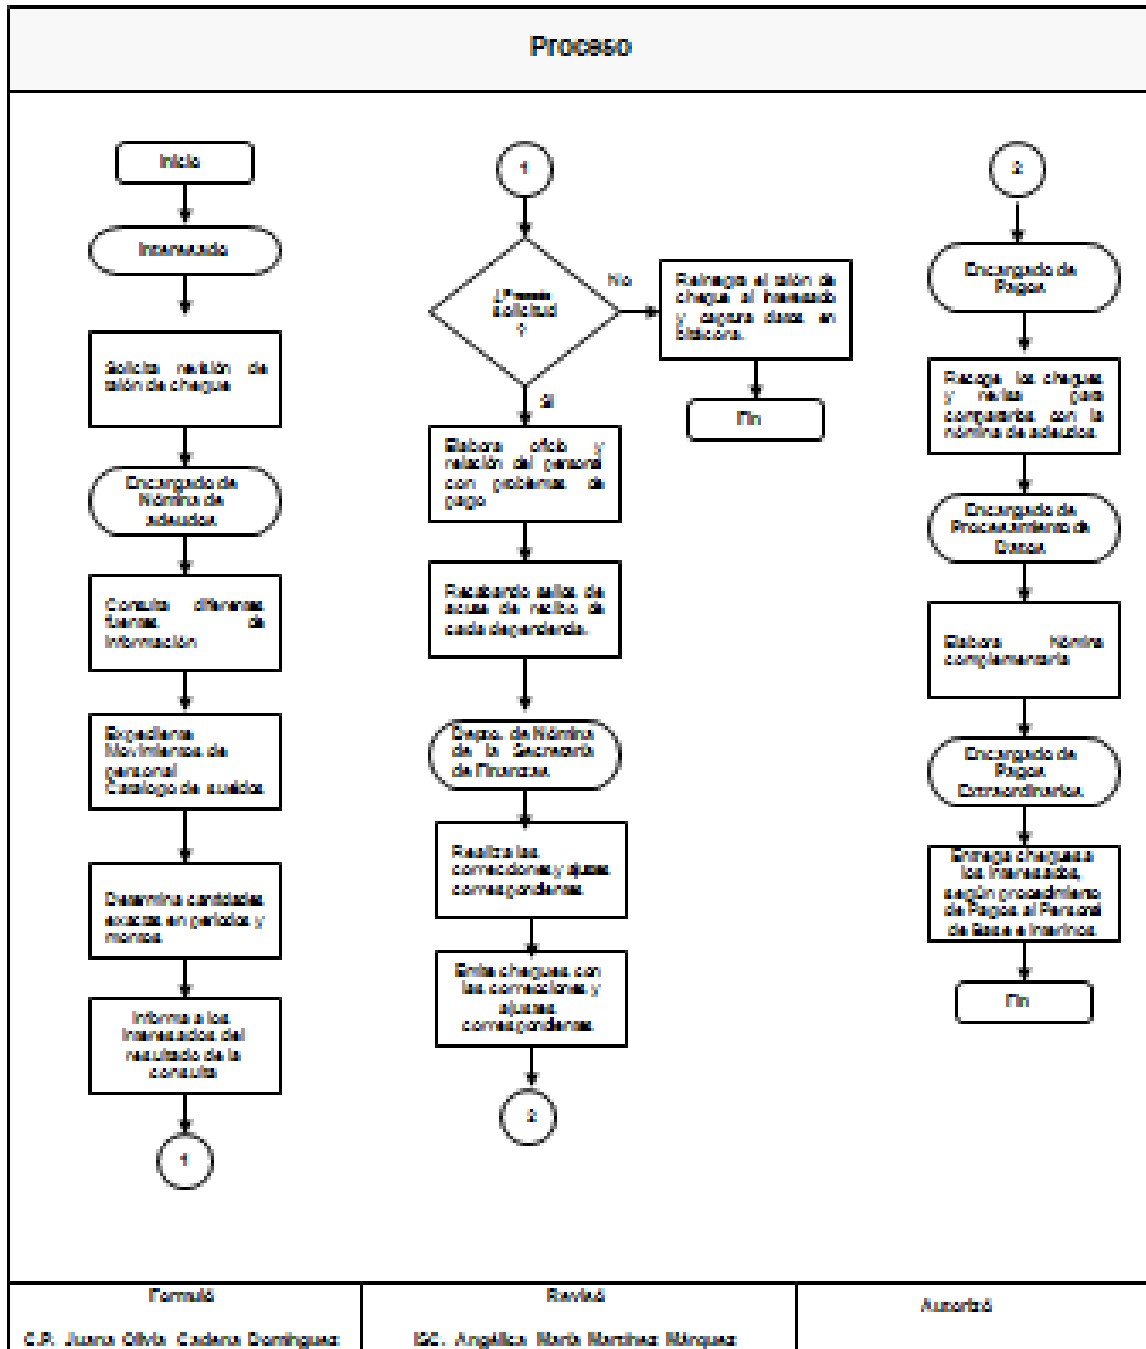 Proceso
Inicio
Interesado
Solicita revisión de
talón de cheque
Encargado de
Nómina de
adeudos
Consulta diferentes
fuentes de
Información
Expediente
Movimientos de
personal
Catalogo de sueldos
Determina cantidades
exactas en periodos y
montos.
Informa a los
Interesados del
resultado de la
consulta
1
1
¿Procede
solicitud
?
No
Reintegra el talón de
cheque al Interesado
y captura datos en
bitácora.
Fin
Si
Elabora oficio y
relación del personal
con problemas de
pago
Recabando sellos de
acuse de recibo de
cada dependencia.
Depto. de Nómina
de la Secretaría
de Finanzas
Realiza las
correcciones y ajustes
correspondientes.
Emite cheques con
las correcciones y
ajustes
correspondientes
2
2
Encargado de
Pagos
Recoge los cheques
y revisa para
compararlos con la
nómina de adeudos
Encargado de
Procesamiento de
Datos
Elabora Nómina
complementaria
Encargado de
Pagos
Extraordinarios
Entrega cheques a
los Interesados,
según procedimiento
de Pagos al Personal
de Base e Interinos
Fin
Formuló
C.P. Juana Olivia Cadena Domínguez
Revisó
ISC. Angélica María Martínez Márquez
Autorizó